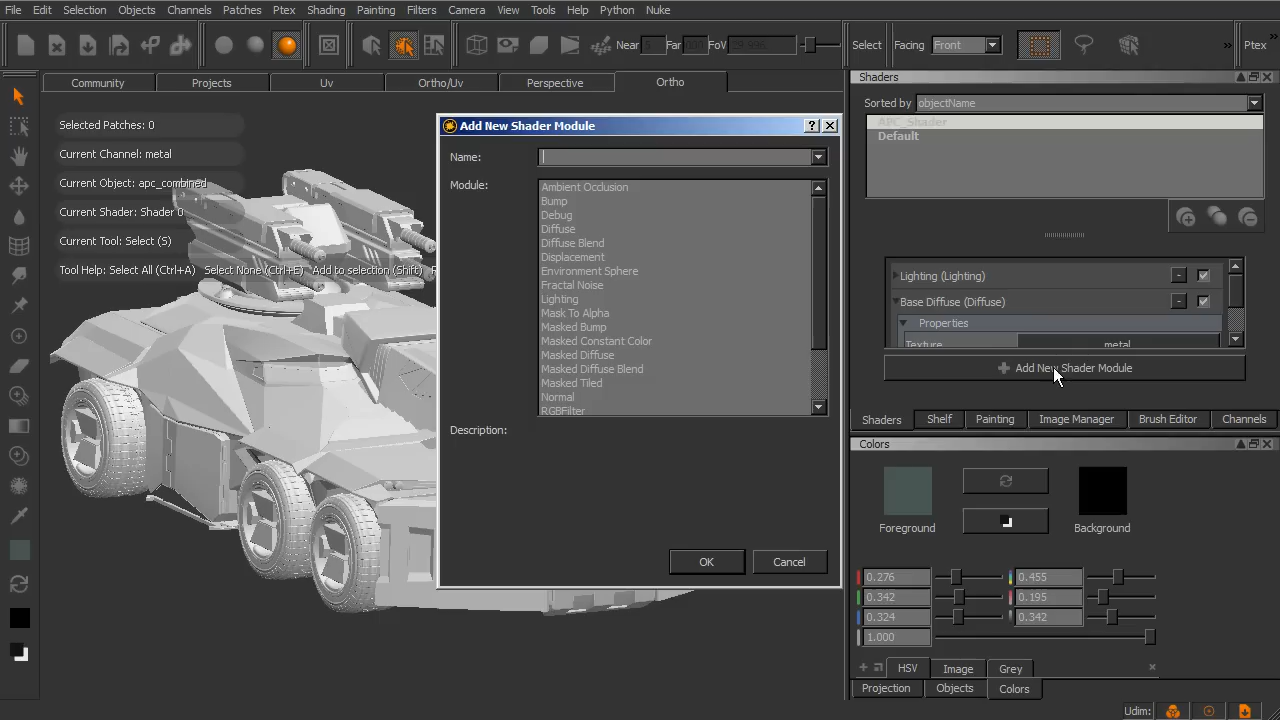 File Edit Selection Objects Channels Patches Ptex Shading Painting Filters Camera View Tools Help Python Nuke
Near Far FoV Select Facing Front » Ptex »
Community Projects Uv Ortho/Uv Perspective Ortho
Selected Patches: 0
Current Channel: metal
Current Object: apc_combined
Current Shader: Shader 0
Current Tool: Select (S)
Tool Help: Select All (Ctrl+A) Select None (Ctrl+E) Add to selection (Shift)
Add New Shader Module
Name:
Module:
Ambient Occlusion
Bump
Debug
Diffuse
Diffuse Blend
Displacement
Environment Sphere
Fractal Noise
Lighting
Mask To Alpha
Masked Bump
Masked Constant Color
Masked Diffuse
Masked Diffuse Blend
Masked Tiled
Normal
RGBFilter
Description:
OK Cancel
Shaders
Sorted by objectName
APC_Shader
Default
Lighting (Lighting) -
Base Diffuse (Diffuse) -
Properties
Texture metal
Add New Shader Module
Shaders Shelf Painting Image Manager Brush Editor Channels
Colors
Foreground Background
0.276 0.455
0.342 0.195
0.324 0.342
1.000
HSV Image Grey
Projection Objects Colors
Udim: